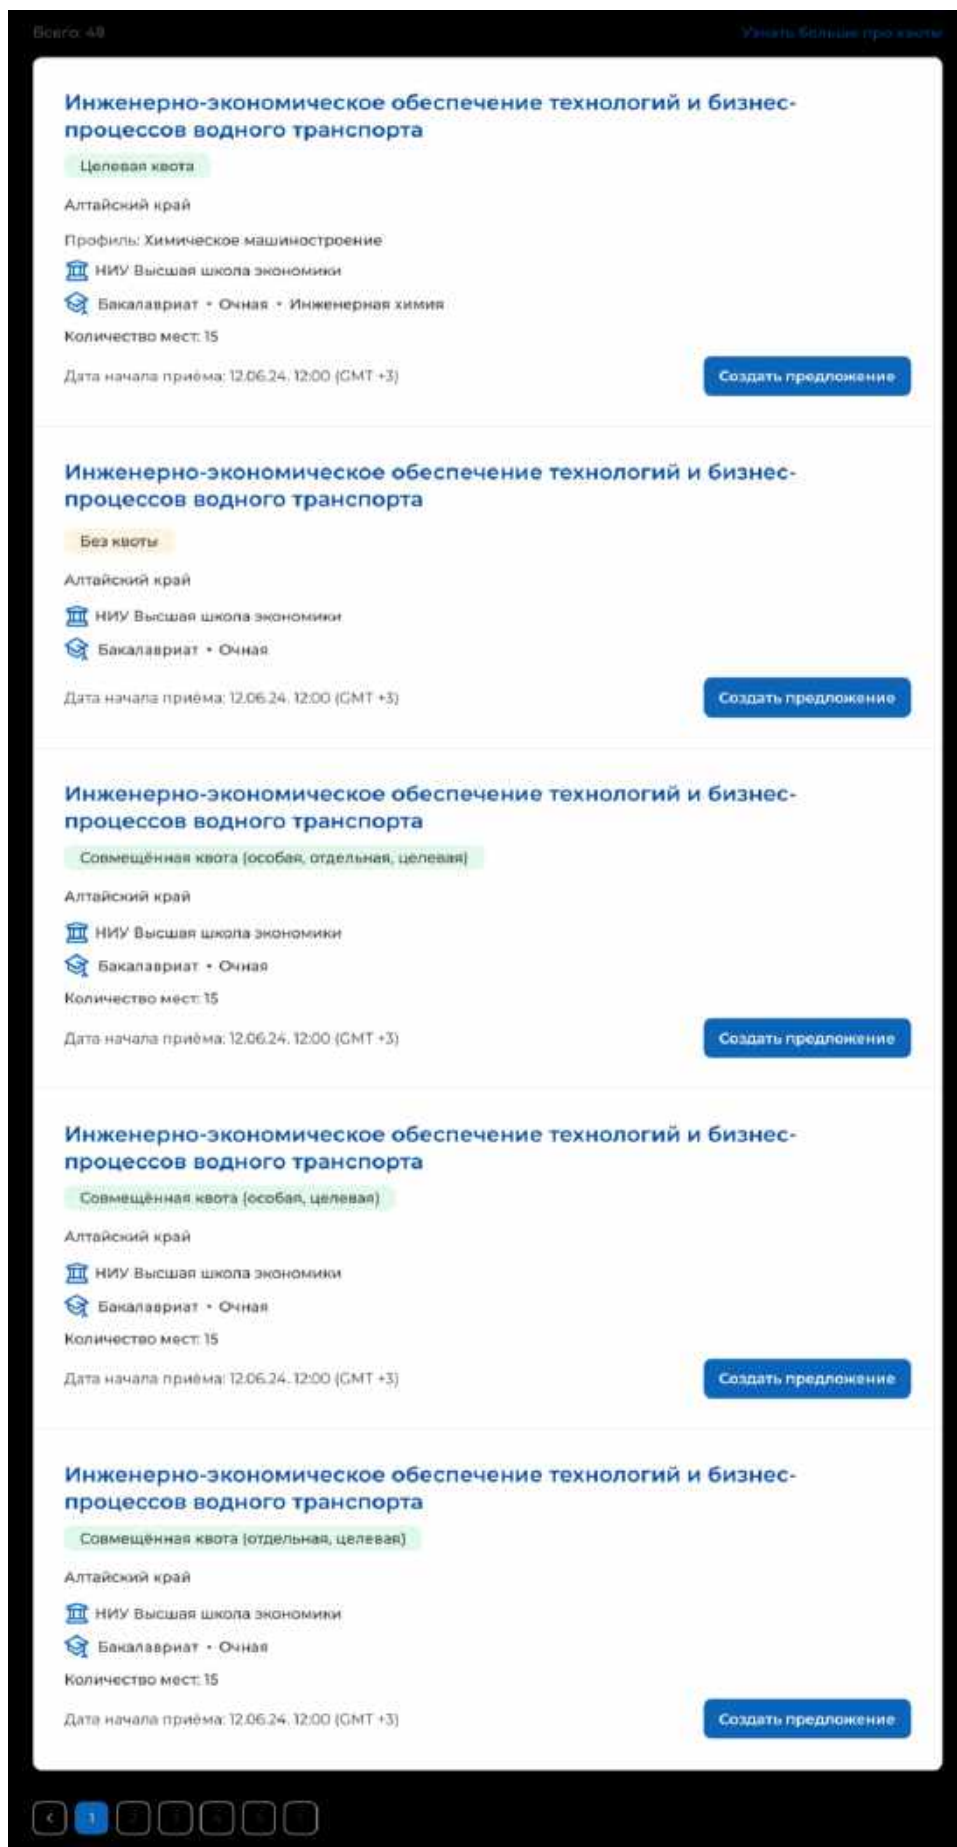 Всего: 48
Узнать больше про квоты
Инженерно-экономическое обеспечение технологий и бизнес-
процессов водного транспорта
Целевая квота
Алтайский край
Профиль: Химическое машиностроение
НИУ Высшая школа экономики
Бакалавриат • Очная • Инженерная химия
Количество мест: 15
Дата начала приёма: 12.06.24, 12:00 (GMT +3)
Создать предложение
Инженерно-экономическое обеспечение технологий и бизнес-
процессов водного транспорта
Без квоты
Алтайский край
НИУ Высшая школа экономики
Бакалавриат • Очная
Дата начала приёма: 12.06.24, 12:00 (GMT +3)
Создать предложение
Инженерно-экономическое обеспечение технологий и бизнес-
процессов водного транспорта
Совмещённая квота (особая, отдельная, целевая)
Алтайский край
НИУ Высшая школа экономики
Бакалавриат • Очная
Количество мест: 15
Дата начала приёма: 12.06.24, 12:00 (GMT +3)
Создать предложение
Инженерно-экономическое обеспечение технологий и бизнес-
процессов водного транспорта
Совмещённая квота (особая, целевая)
Алтайский край
НИУ Высшая школа экономики
Бакалавриат • Очная
Количество мест: 15
Дата начала приёма: 12.06.24, 12:00 (GMT +3)
Создать предложение
Инженерно-экономическое обеспечение технологий и бизнес-
процессов водного транспорта
Совмещённая квота (отдельная, целевая)
Алтайский край
НИУ Высшая школа экономики
Бакалавриат • Очная
Количество мест: 15
Дата начала приёма: 12.06.24, 12:00 (GMT +3)
Создать предложение
1 2 3 4